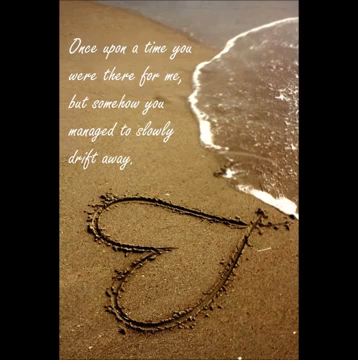 Once upon a time you
were there for me,
but somehow you
managed to slowly
drift away.